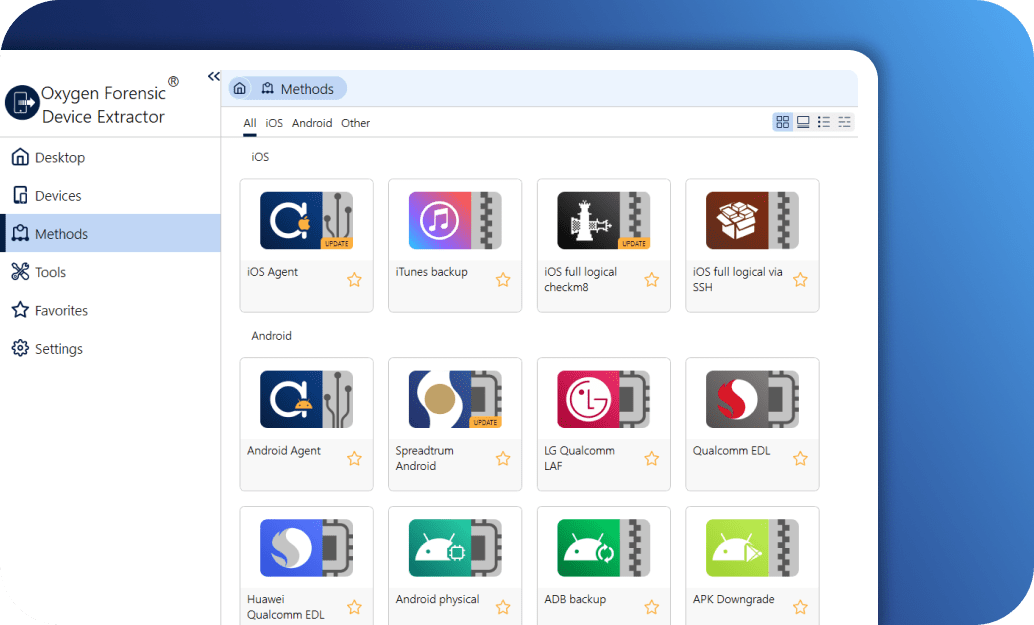 Oxygen Forensic ®
Device Extractor
Methods
Desktop
Devices
Methods
Tools
Favorites
Settings
All iOS Android Other
iOS
UPDATE
UPDATE
iOS Agent
iTunes backup
iOS full logical
checkm8
iOS full logical via
SSH
Android
UPDATE
Android Agent
Spreadtrum
Android
LG Qualcomm
LAF
Qualcomm EDL
Huawei
Qualcomm EDL
Android physical
ADB backup
APK Downgrade